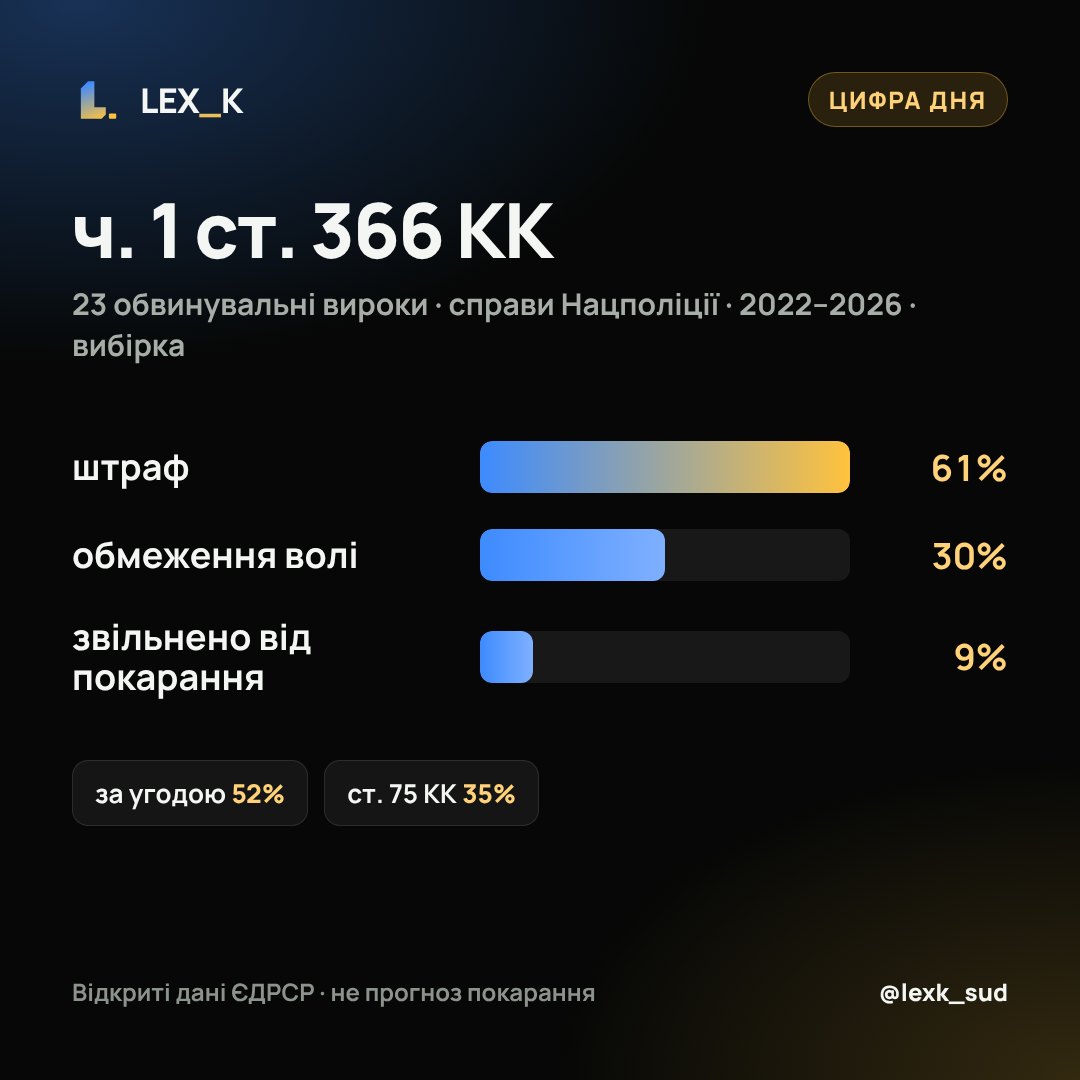 LEX_K
ЦИФРА ДНЯ
ч. 1 ст. 366 КК
23 обвинувальні вироки · справи Нацполіції · 2022–2026 ·
вибірка
штраф 61%
обмеження волі 30%
звільнено від
покарання 9%
за угодою 52% ст. 75 КК 35%
Відкриті дані ЄДРСР · не прогноз покарання @lexk_sud